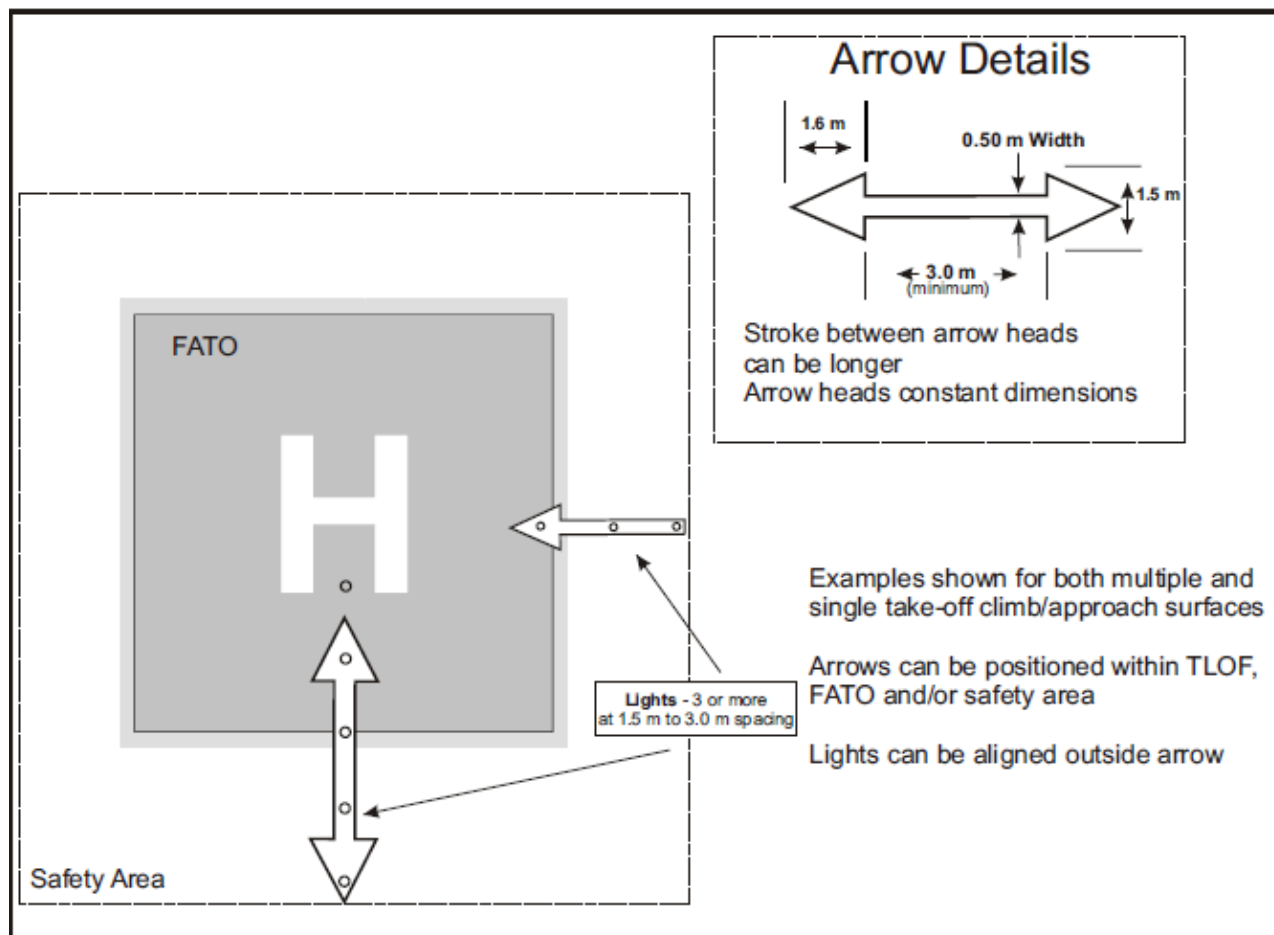 Arrow Details
1.6 m
0.50 m Width
1.5 m
3.0 m
(minimum)
Stroke between arrow heads
can be longer
Arrow heads constant dimensions
FATO
H
Examples shown for both multiple and
single take-off climb/approach surfaces
Arrows can be positioned within TLOF,
FATO and/or safety area
Lights - 3 or more
at 1.5 m to 3.0 m spacing
Lights can be aligned outside arrow
Safety Area